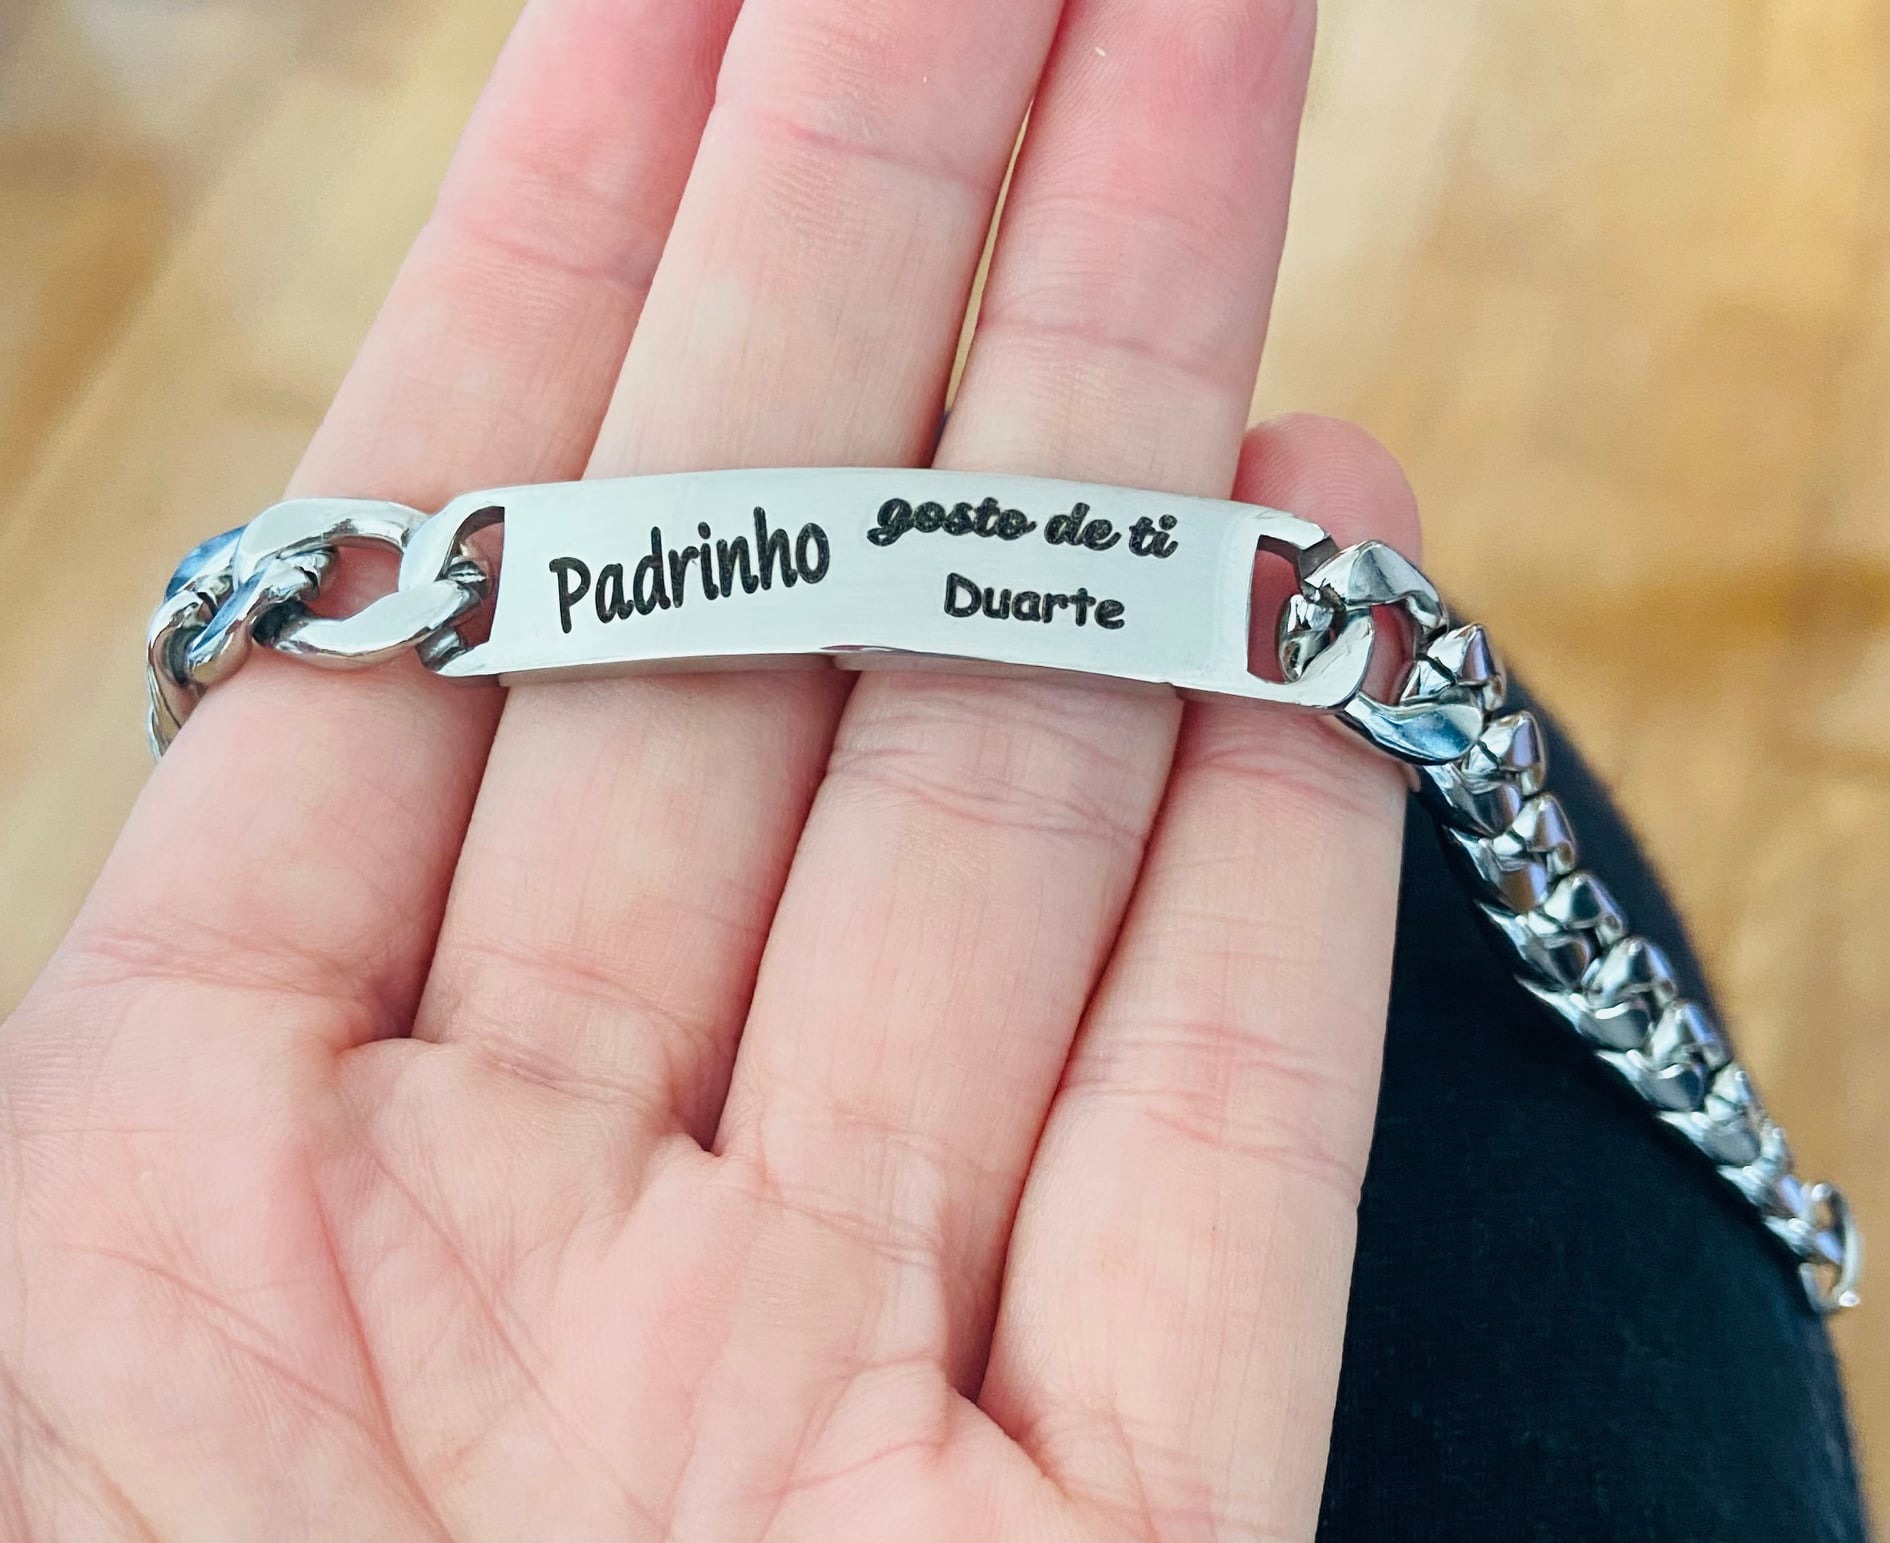 Padrinho
gosto de ti
Duarte